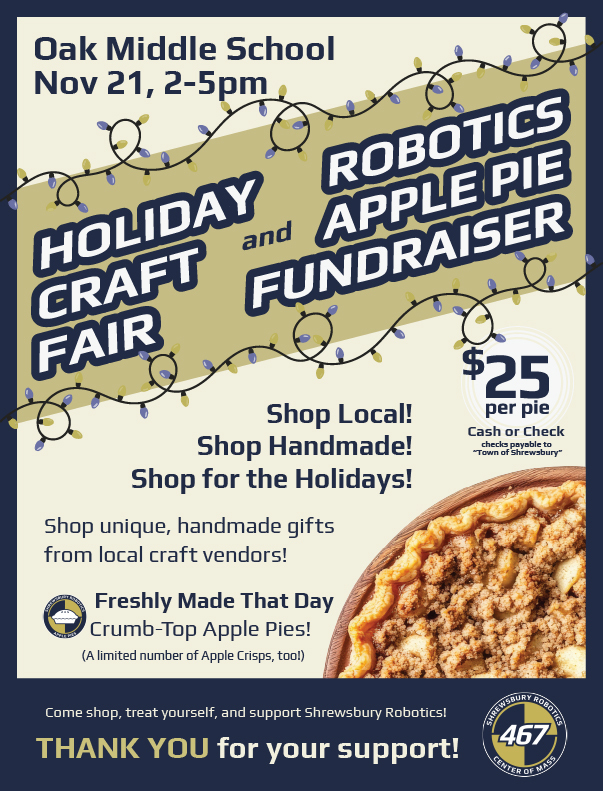 Oak Middle School
Nov 21, 2-5pm
HOLIDAY
CRAFT
FAIR
and
ROBOTICS
APPLE PIE
FUNDRAISER
$25
per pie
Cash or Check
checks payable to
"Town of Shrewsbury"
Shop Local!
Shop Handmade!
Shop for the Holidays!
Shop unique, handmade gifts
from local craft vendors!
SHREWSBURY ROBOTICS
APPLE PIES
Freshly Made That Day
Crumb-Top Apple Pies!
(A limited number of Apple Crisps, too!)
Come shop, treat yourself, and support Shrewsbury Robotics!
THANK YOU for your support!
SHREWSBURY ROBOTICS
467
CENTER OF MASS